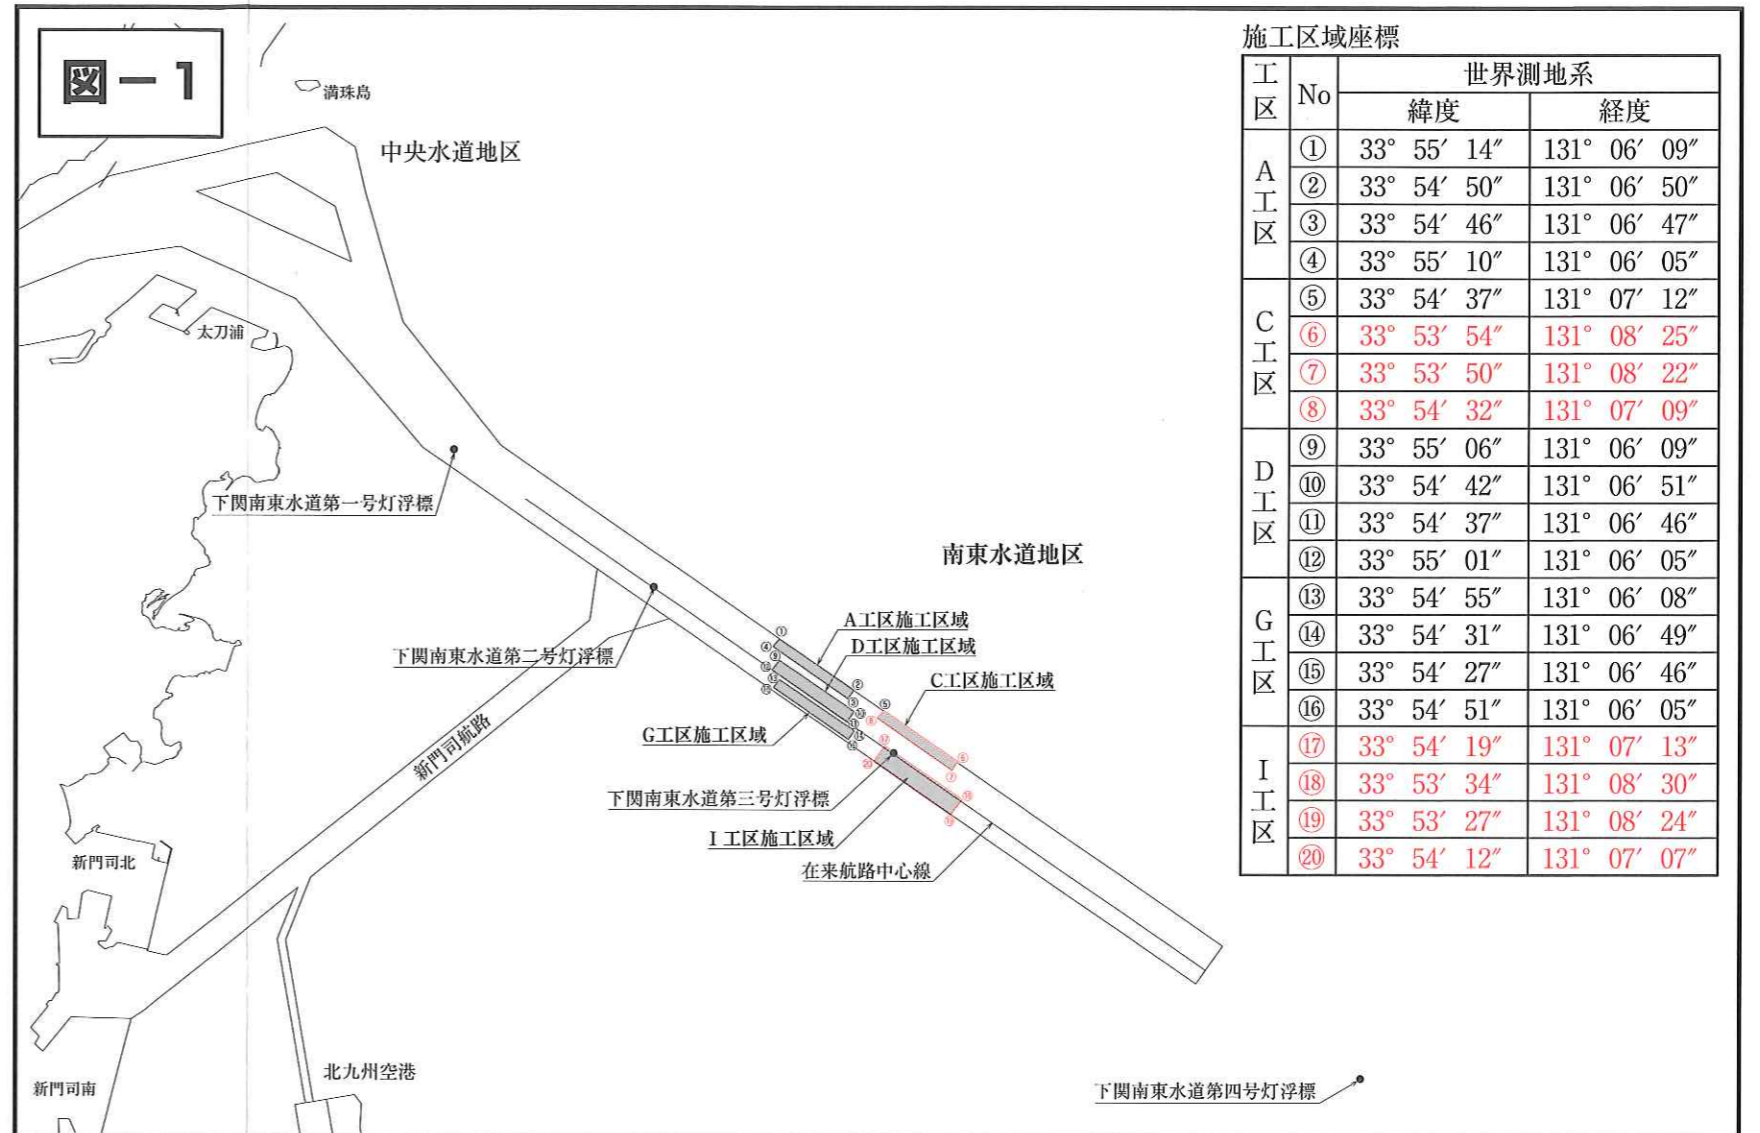 図－1
満珠島
中央水道地区
太刀浦
下関南東水道第一号灯浮標
南東水道地区
下関南東水道第二号灯浮標
A工区施工区域
D工区施工区域
C工区施工区域
G工区施工区域
新門司航路
下関南東水道第三号灯浮標
I工区施工区域
在来航路中心線
新門司北
新門司南
北九州空港
下関南東水道第四号灯浮標
① ② ④ ⑨ ⑤ ⑥ ⑦ ⑧
⑰ ⑱ ⑲ ⑳
施工区域座標
工区 No 世界測地系
緯度 経度
A工区
① 33° 55′ 14″ 131° 06′ 09″
② 33° 54′ 50″ 131° 06′ 50″
③ 33° 54′ 46″ 131° 06′ 47″
④ 33° 55′ 10″ 131° 06′ 05″
C工区
⑤ 33° 54′ 37″ 131° 07′ 12″
⑥ 33° 53′ 54″ 131° 08′ 25″
⑦ 33° 53′ 50″ 131° 08′ 22″
⑧ 33° 54′ 32″ 131° 07′ 09″
D工区
⑨ 33° 55′ 06″ 131° 06′ 09″
⑩ 33° 54′ 42″ 131° 06′ 51″
⑪ 33° 54′ 37″ 131° 06′ 46″
⑫ 33° 55′ 01″ 131° 06′ 05″
G工区
⑬ 33° 54′ 55″ 131° 06′ 08″
⑭ 33° 54′ 31″ 131° 06′ 49″
⑮ 33° 54′ 27″ 131° 06′ 46″
⑯ 33° 54′ 51″ 131° 06′ 05″
I工区
⑰ 33° 54′ 19″ 131° 07′ 13″
⑱ 33° 53′ 34″ 131° 08′ 30″
⑲ 33° 53′ 27″ 131° 08′ 24″
⑳ 33° 54′ 12″ 131° 07′ 07″